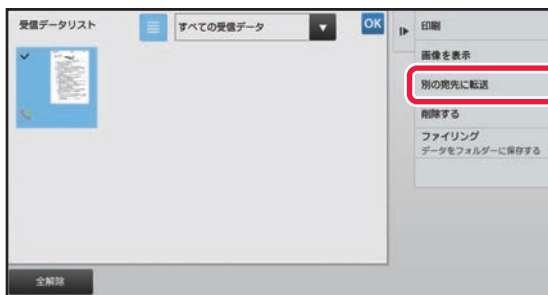 受信データリスト
すべての受信データ
OK
印刷
画像を表示
別の宛先に転送
削除する
ファイリング
データをフォルダーに保存する
全解除